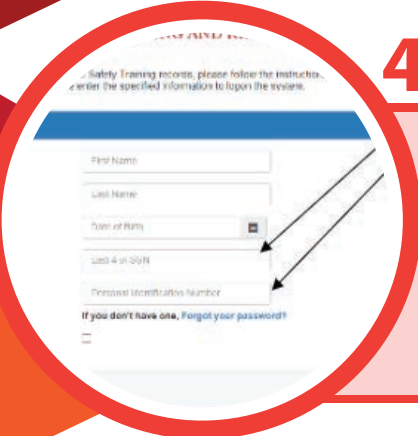 4
AND
Safety Training records, please follow the
enter the specified information to logon the system.
First Name
Last Name
Date of Birth
Last 4 of SSN
Personal Identification Number
If you don't have one, Forgot your password?